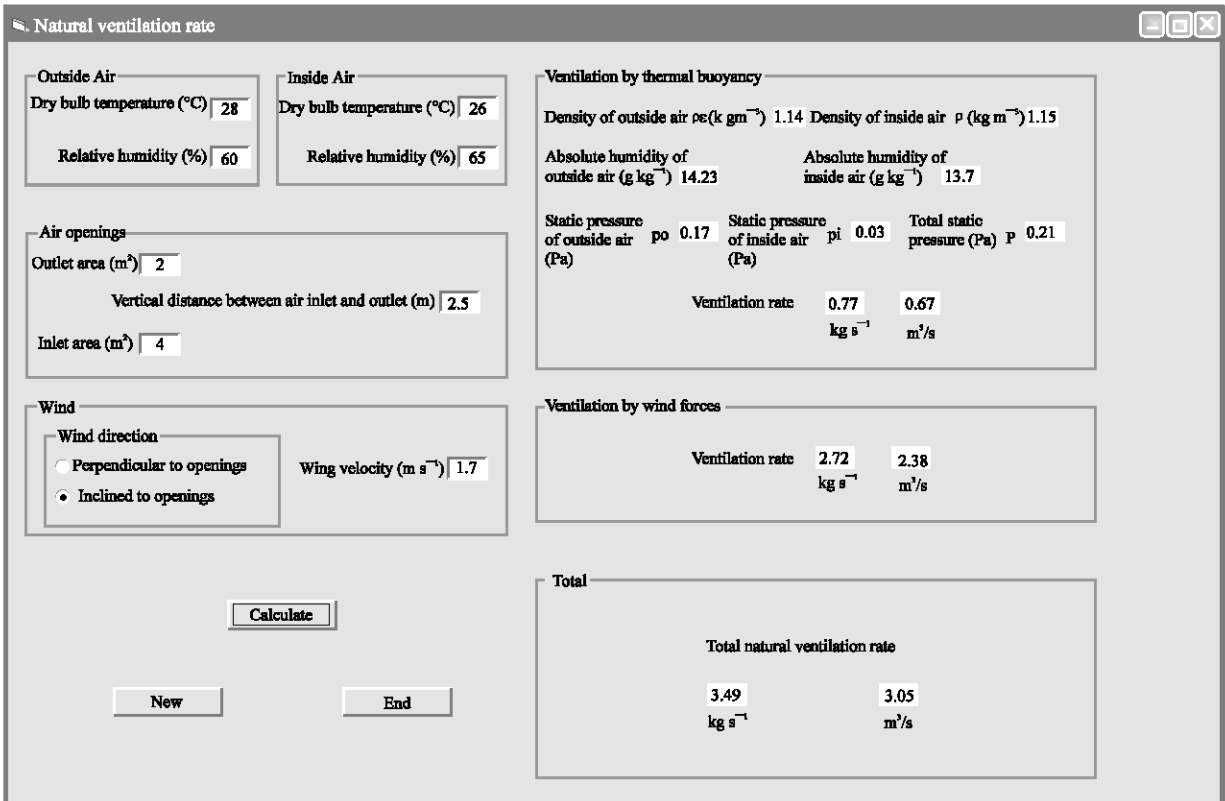 Natural ventilation rate
Outside Air
Dry bulb temperature (°C) 28
Relative humidity (%) 60
Inside Air
Dry bulb temperature (°C) 26
Relative humidity (%) 65
Air openings
Outlet area (m²) 2
Vertical distance between air inlet and outlet (m) 2.5
Inlet area (m²) 4
Wind
Wind direction
Perpendicular to openings
Inclined to openings
Wing velocity (m s⁻¹) 1.7
Calculate
New End
Ventilation by thermal buoyancy
Density of outside air ρε(k gm⁻³) 1.14 Density of inside air ρ (kg m⁻³) 1.15
Absolute humidity of
outside air (g kg⁻¹) 14.23
Absolute humidity of
inside air (g kg⁻¹) 13.7
Static pressure
of outside air po 0.17
(Pa)
Static pressure
of inside air pi 0.03
(Pa)
Total static
pressure (Pa) P 0,21
Ventilation rate 0.77 0.67
kg s⁻¹ m³/s
Ventilation by wind forces
Ventilation rate 2.72 2.38
kg s⁻¹ m³/s
Total
Total natural ventilation rate
3.49 3.05
kg s⁻¹ m³/s